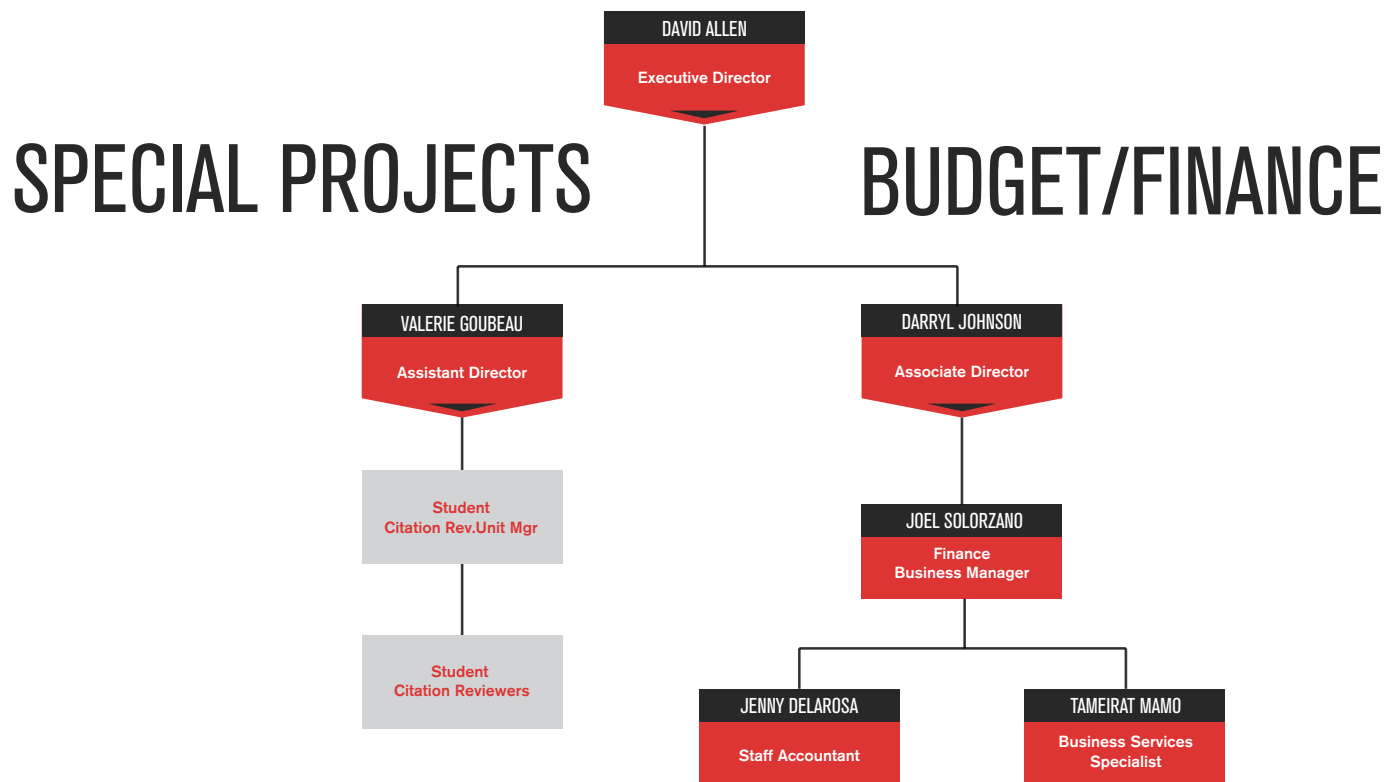 DAVID ALLEN
Executive Director
SPECIAL PROJECTS
BUDGET/FINANCE
VALERIE GOUBEAU
Assistant Director
DARRYL JOHNSON
Associate Director
Student
Citation Rev.Unit Mgr
JOEL SOLORZANO
Finance
Business Manager
Student
Citation Reviewers
JENNY DELAROSA
Staff Accountant
TAMEIRAT MAMO
Business Services
Specialist